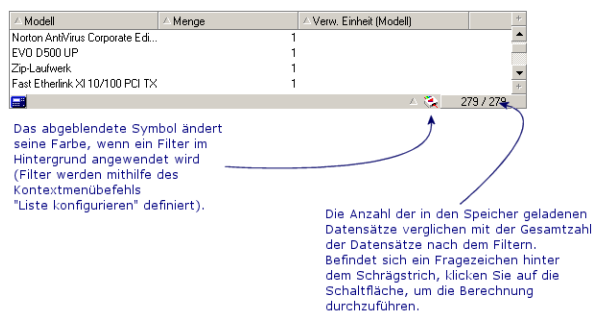 Modell Menge Verw. Einheit (Modell)
Norton AntiVirus Corporate Edi... 1
EVO D500 UP 1
Zip-Laufwerk 1
Fast Etherlink XI 10/100 PCI TX 1
279 / 279
Das abgeblendete Symbol ändert
seine Farbe, wenn ein Filter im
Hintergrund angewendet wird
(Filter werden mithilfe des
Kontextmenübefehls
"Liste konfigurieren" definiert).
Die Anzahl der in den Speicher geladenen
Datensätze verglichen mit der Gesamtzahl
der Datensätze nach dem Filtern.
Befindet sich ein Fragezeichen hinter
dem Schrägstrich, klicken Sie auf die
Schaltfläche, um die Berechnung
durchzuführen.